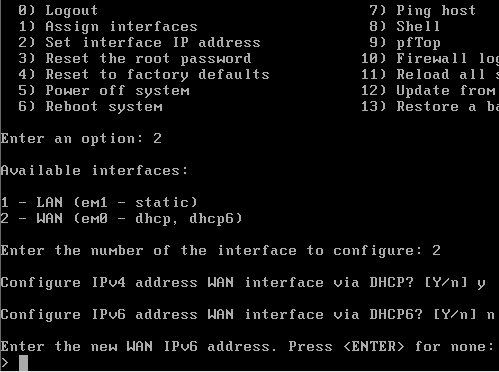 0) Logout 7) Ping host
1) Assign interfaces 8) Shell
2) Set interface IP address 9) pfTop
3) Reset the root password 10) Firewall log
4) Reset to factory defaults 11) Reload all s
5) Power off system 12) Update from
6) Reboot system 13) Restore a ba
Enter an option: 2
Available interfaces:
1 - LAN (em1 - static)
2 - WAN (em0 - dhcp, dhcp6)
Enter the number of the interface to configure: 2
Configure IPv4 address WAN interface via DHCP? [Y/n] y
Configure IPv6 address WAN interface via DHCP6? [Y/n] n
Enter the new WAN IPv6 address. Press <ENTER> for none:
>